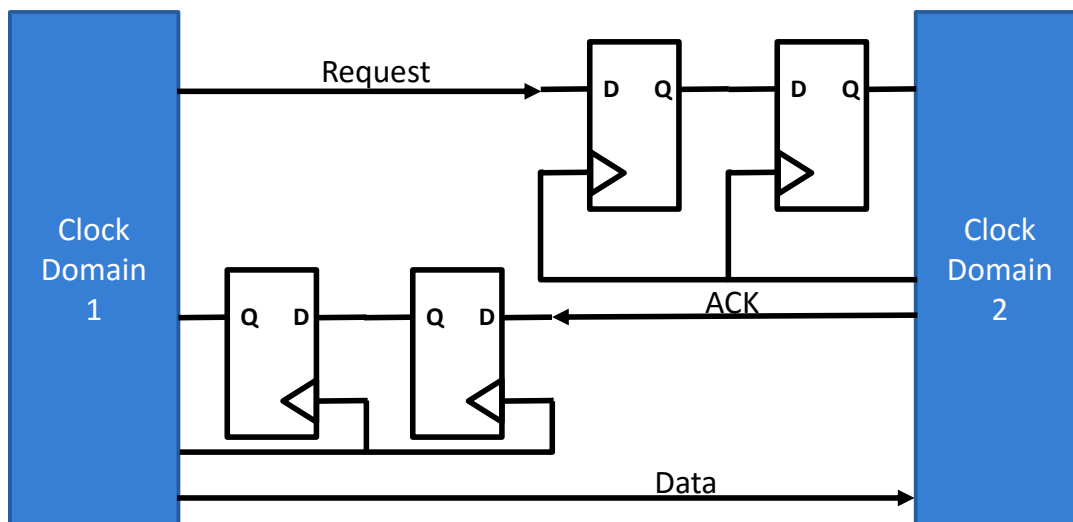 Request
D Q
D Q
Clock
Domain
1
Clock
Domain
2
ACK
Q D
Q D
Data